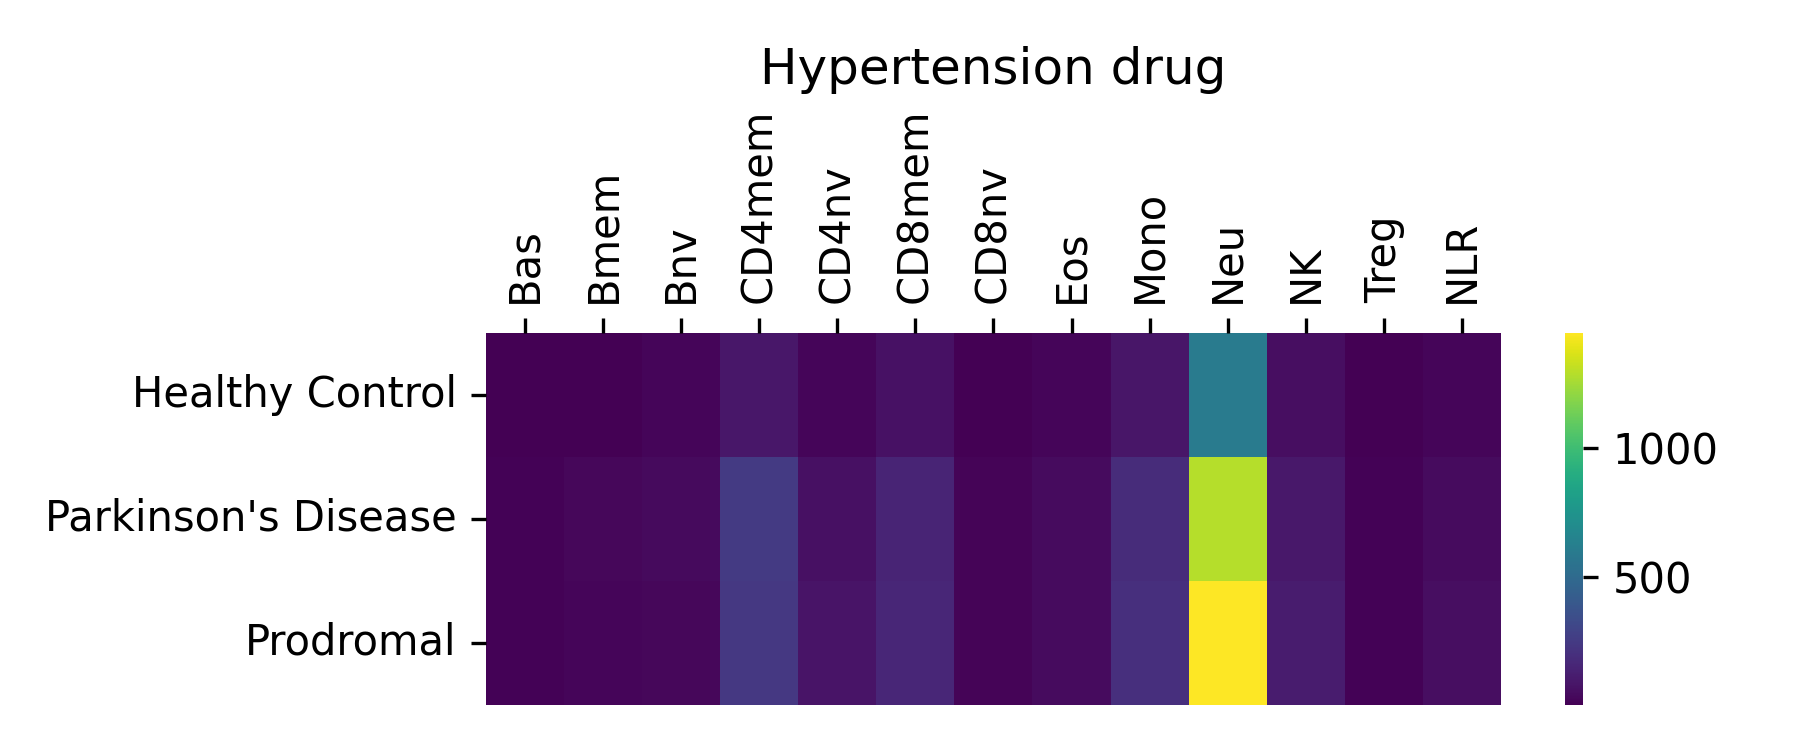 Hypertension drug
Bas
Bmem
Bnv
CD4mem
CD4nv
CD8mem
CD8nv
Eos
Mono
Neu
NK
Treg
NLR
Healthy Control
Parkinson's Disease
Prodromal
1000
500